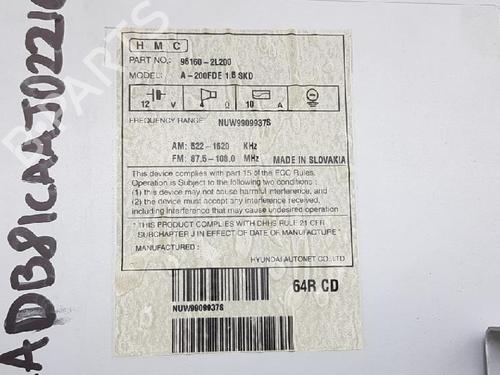 HMC
PART NO.: 96160-2L200
MODEL: A-200FDE 1.6 SKD
12 V 4 Ω 10 A
FREQUENCY RANGE NUW9909937S
AM: 522-1620 KHz
FM: 87.5-108.0 MHz MADE IN SLOVAKIA
This device complies with part 15 of the FCC Rules.
Operation is Subject to the following two conditions :
(1) this device may not cause harmful interference, and
(2) the device must accept any interference received,
including Interference that may cause undesired operation
"THIS PRODUCT COMPLIES WITH DHHS RULE 21 CFR
SUBCHAPTER J IN EFFECT OF DATE OF MANUFACTURE"
MANUFACTURED :
HYUNDAI AUTONET CO.,LTD
64R CD
NUW9909937S